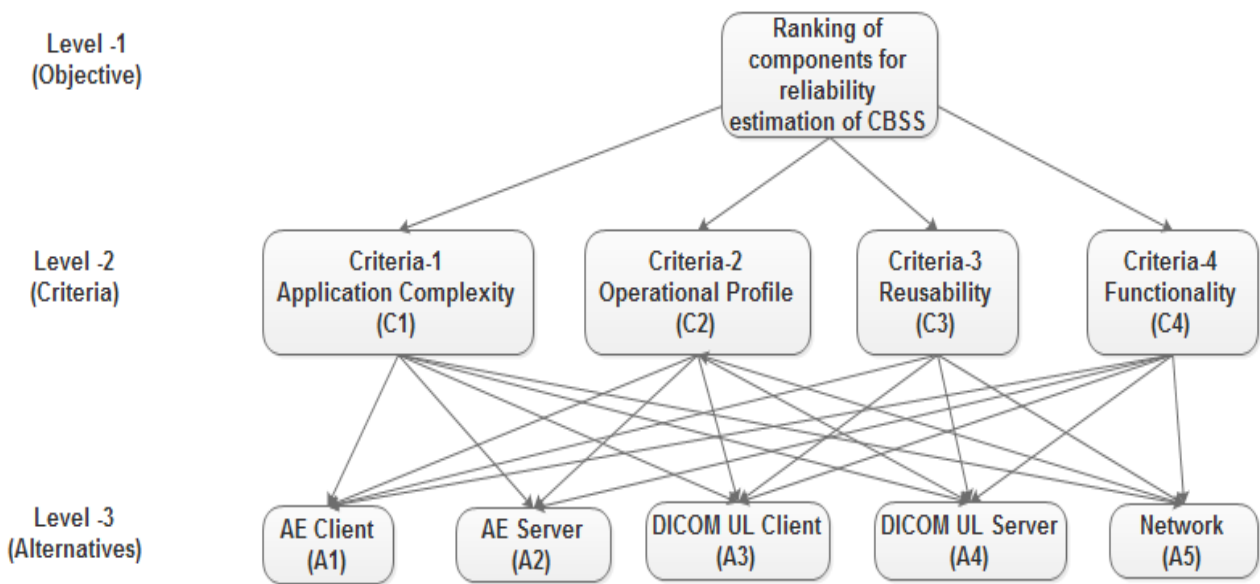 Level -1
(Objective)
Ranking of
components for
reliability
estimation of CBSS
Level -2
(Criteria)
Criteria-1
Application Complexity
(C1)
Criteria-2
Operational Profile
(C2)
Criteria-3
Reusability
(C3)
Criteria-4
Functionality
(C4)
Level -3
(Alternatives)
AE Client
(A1)
AE Server
(A2)
DICOM UL Client
(A3)
DICOM UL Server
(A4)
Network
(A5)